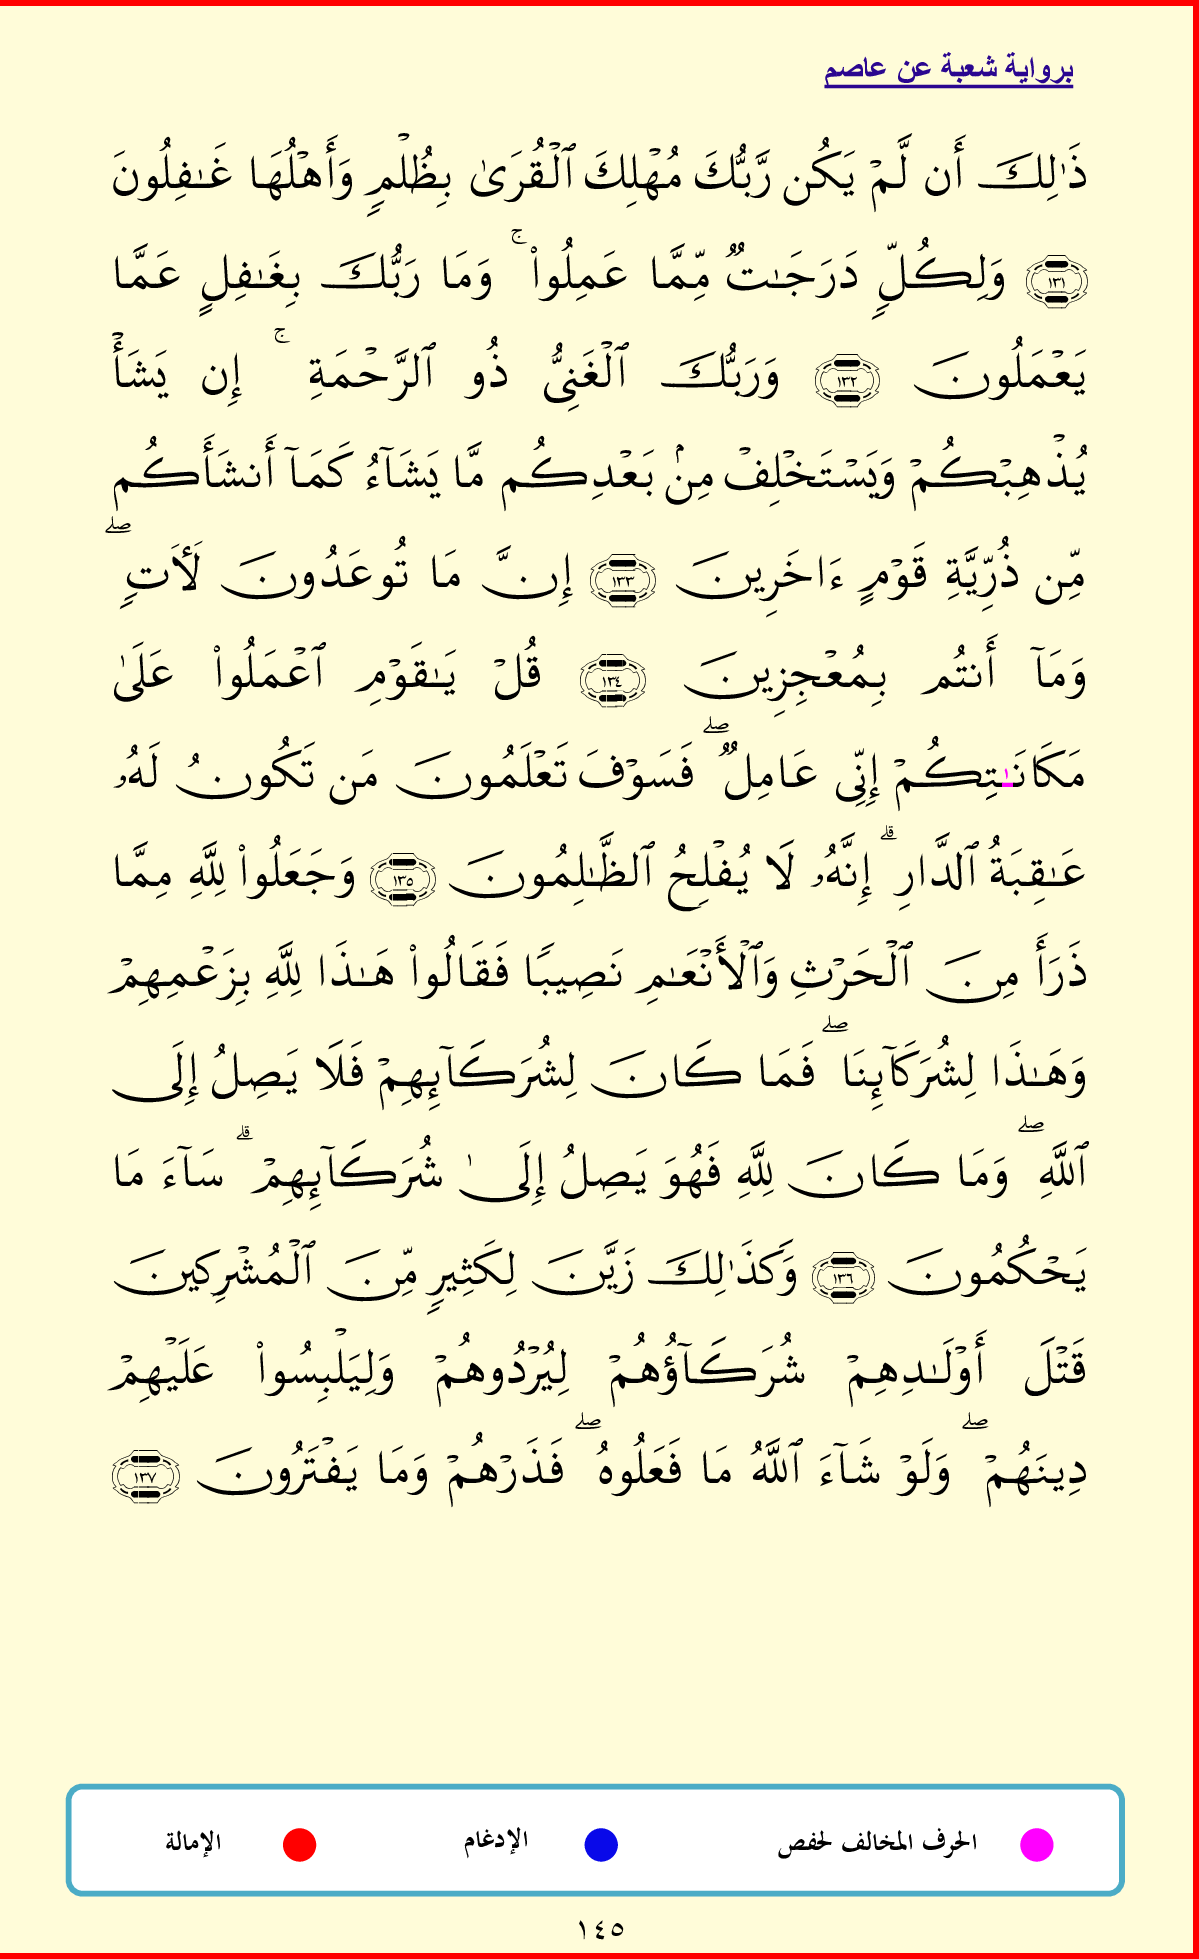 برواية شعبة عن عاصم
ذَٰلِكَ أَن لَّمْ يَكُن رَّبُّكَ مُهْلِكَ ٱلْقُرَىٰ بِظُلْمٍ وَأَهْلُهَا غَـٰفِلُونَ
١٣١ وَلِكُلٍّ دَرَجَـٰتٌ مِّمَّا عَمِلُوا۟ ۚ وَمَا رَبُّكَ بِغَـٰفِلٍ عَمَّا
يَعْمَلُونَ ١٣٢ وَرَبُّكَ ٱلْغَنِىُّ ذُو ٱلرَّحْمَةِ ۚ إِن يَشَأْ
يُذْهِبْكُمْ وَيَسْتَخْلِفْ مِنۢ بَعْدِكُم مَّا يَشَآءُ كَمَآ أَنشَأَكُم
مِّن ذُرِّيَّةِ قَوْمٍ ءَاخَرِينَ ١٣٣ إِنَّ مَا تُوعَدُونَ لَـَٔاتٍ ۖ
وَمَآ أَنتُم بِمُعْجِزِينَ ١٣٤ قُلْ يَـٰقَوْمِ ٱعْمَلُوا۟ عَلَىٰ
مَكَانَـٰتِكُمْ إِنِّى عَامِلٌ ۖ فَسَوْفَ تَعْلَمُونَ مَن تَكُونُ لَهُۥ
عَـٰقِبَةُ ٱلدَّارِ ۗ إِنَّهُۥ لَا يُفْلِحُ ٱلظَّـٰلِمُونَ ١٣٥ وَجَعَلُوا۟ لِلَّهِ مِمَّا
ذَرَأَ مِنَ ٱلْحَرْثِ وَٱلْأَنْعَـٰمِ نَصِيبًا فَقَالُوا۟ هَـٰذَا لِلَّهِ بِزَعْمِهِمْ
وَهَـٰذَا لِشُرَكَآئِنَا ۖ فَمَا كَانَ لِشُرَكَآئِهِمْ فَلَا يَصِلُ إِلَى
ٱللَّهِ ۖ وَمَا كَانَ لِلَّهِ فَهُوَ يَصِلُ إِلَىٰ شُرَكَآئِهِمْ ۗ سَآءَ مَا
يَحْكُمُونَ ١٣٦ وَكَذَٰلِكَ زَيَّنَ لِكَثِيرٍ مِّنَ ٱلْمُشْرِكِينَ
قَتْلَ أَوْلَـٰدِهِمْ شُرَكَآؤُهُمْ لِيُرْدُوهُمْ وَلِيَلْبِسُوا۟ عَلَيْهِمْ
دِينَهُمْ ۖ وَلَوْ شَآءَ ٱللَّهُ مَا فَعَلُوهُ ۖ فَذَرْهُمْ وَمَا يَفْتَرُونَ ١٣٧
الحرف المخالف لحفص
الإدغام
الإمالة
١٤٥